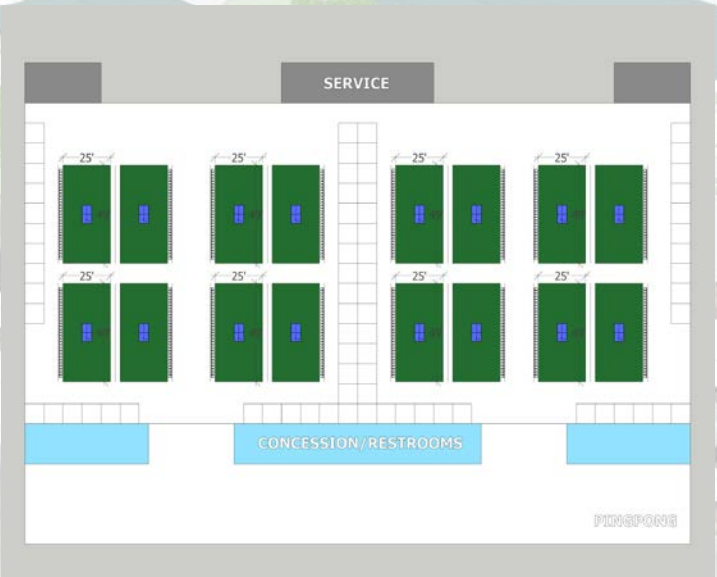 SERVICE
25' 25' 25' 25'
25' 25' 25' 25'
CONCESSION/RESTROOMS
PINGPONG